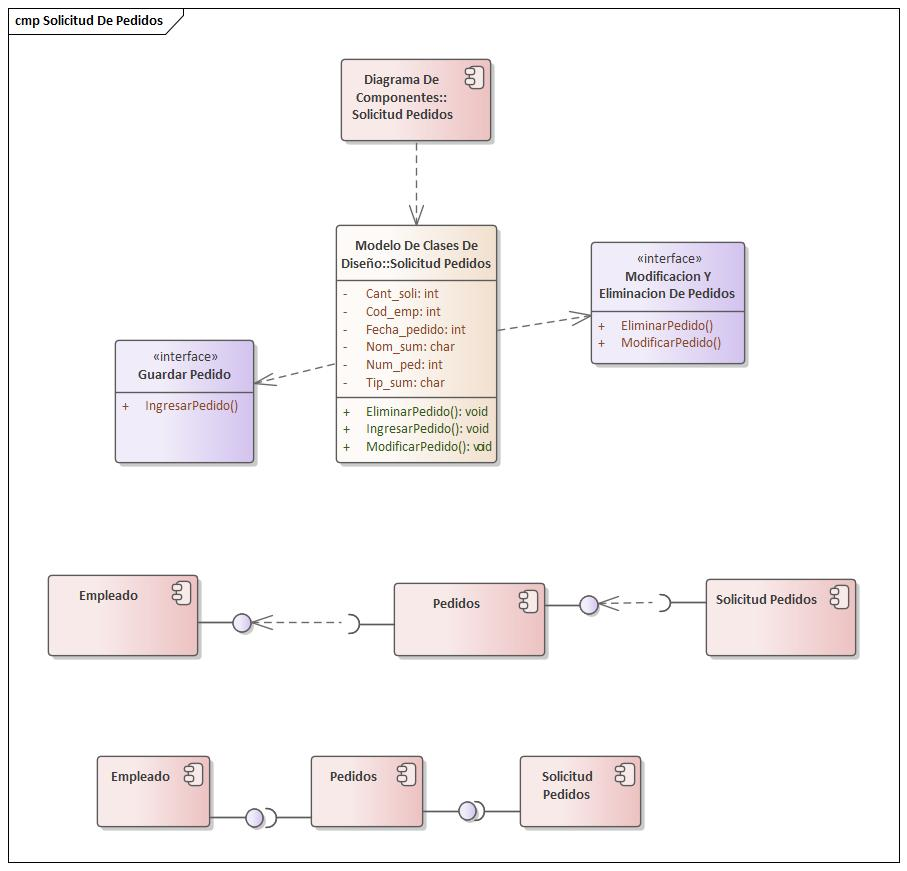 cmp Solicitud De Pedidos
Diagrama De
Componentes::
Solicitud Pedidos
Modelo De Clases De
Diseño::Solicitud Pedidos
- Cant_soli: int
- Cod_emp: int
- Fecha_pedido: int
- Nom_sum: char
- Num_ped: int
- Tip_sum: char
+ EliminarPedido(): void
+ IngresarPedido(): void
+ ModificarPedido(): void
«interface»
Modificacion Y
Eliminacion De Pedidos
+ EliminarPedido()
+ ModificarPedido()
«interface»
Guardar Pedido
+ IngresarPedido()
Empleado
Pedidos
Solicitud Pedidos
Empleado
Pedidos
Solicitud
Pedidos